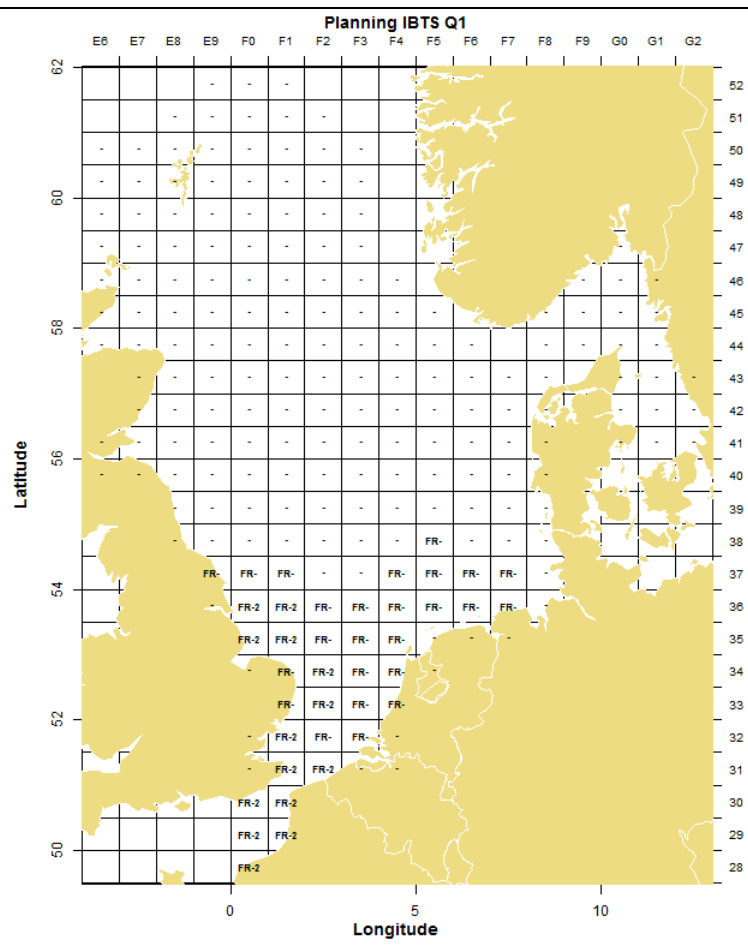 Planning IBTS Q1
E6 E7 E8 E9 F0 F1 F2 F3 F4 F5 F6 F7 F8 F9 G0 G1 G2
62
- - - 52
- - - - - 51
- - - - - - - - 50
60
- - - - - - - - 49
- - - - - - - - 48
- - - - - - - - - 47
- - - - - - - - - - 46
58
- - - - - - - - - - - - - - 45
- - - - - - - - - - - - - - - - 44
- - - - - - - - - - - - - - - - 43
- - - - - - - - - - - - - - - 42
56
- - - - - - - - - - - - - - - 41
- - - - - - - - - - - - 40
- - - - - - - - - - - 39
- - - - - - - FR- - - 38
54
FR- FR- FR- - - FR- FR- FR- FR- - 37
- FR-2 FR-2 FR- FR- FR- FR- FR- FR- - 36
FR-2 FR-2 FR- FR- FR- - - - 35
- FR- FR-2 FR- FR- - 34
52
FR- FR-2 FR- FR- 33
- FR-2 FR- FR- - 32
- FR-2 FR-2 - - 31
FR-2 FR-2 30
50
FR-2 FR-2 29
FR-2 28
0 5 10
Latitude
Longitude